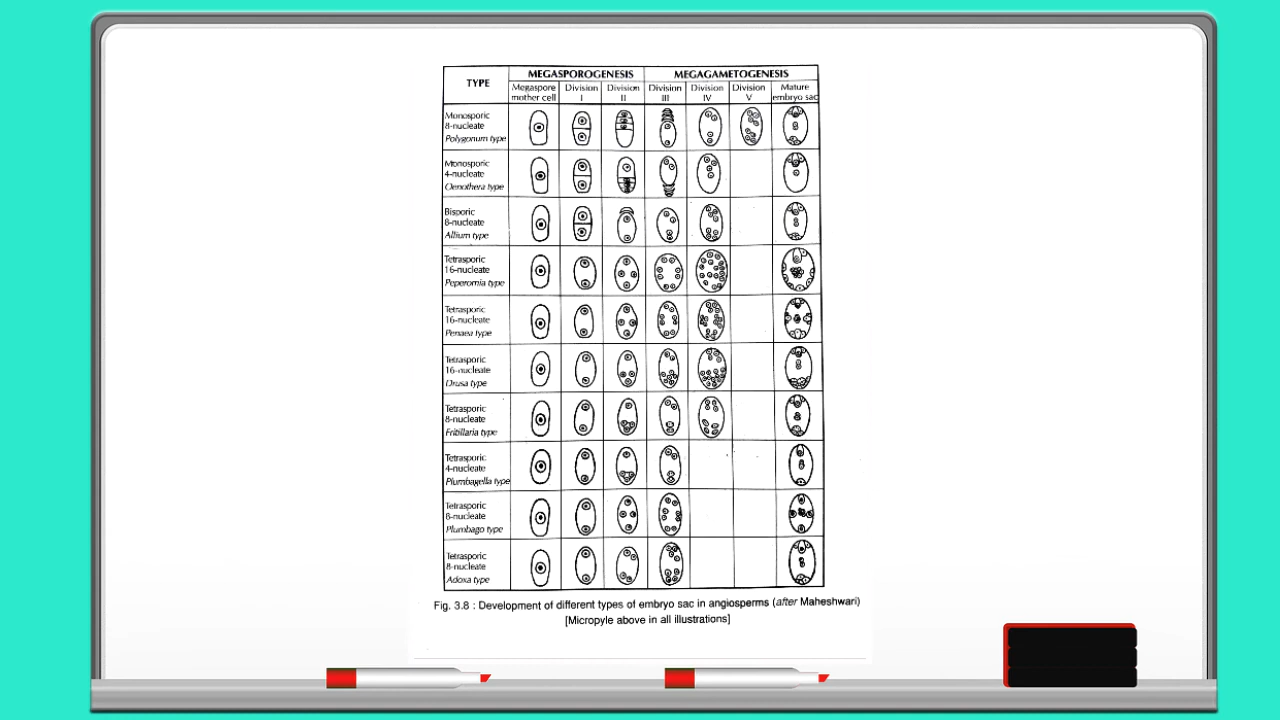 TYPE
MEGASPOROGENESIS
MEGAGAMETOGENESIS
Megaspore
mother cell
Division
I
Division
II
Division
III
Division
IV
Division
V
Mature
embryo sac
Monosporic
8-nucleate
Polygonum type
Monosporic
4-nucleate
Oenothera type
Bisporic
8-nucleate
Allium type
Tetrasporic
16-nucleate
Peperomia type
Tetrasporic
16-nucleate
Penaea type
Tetrasporic
16-nucleate
Drusa type
Tetrasporic
8-nucleate
Fritillaria type
Tetrasporic
4-nucleate
Plumbagella type
Tetrasporic
8-nucleate
Plumbago type
Tetrasporic
8-nucleate
Adoxa type
Fig. 3.8 : Development of different types of embryo sac in angiosperms (after Maheshwari)
[Micropyle above in all illustrations]